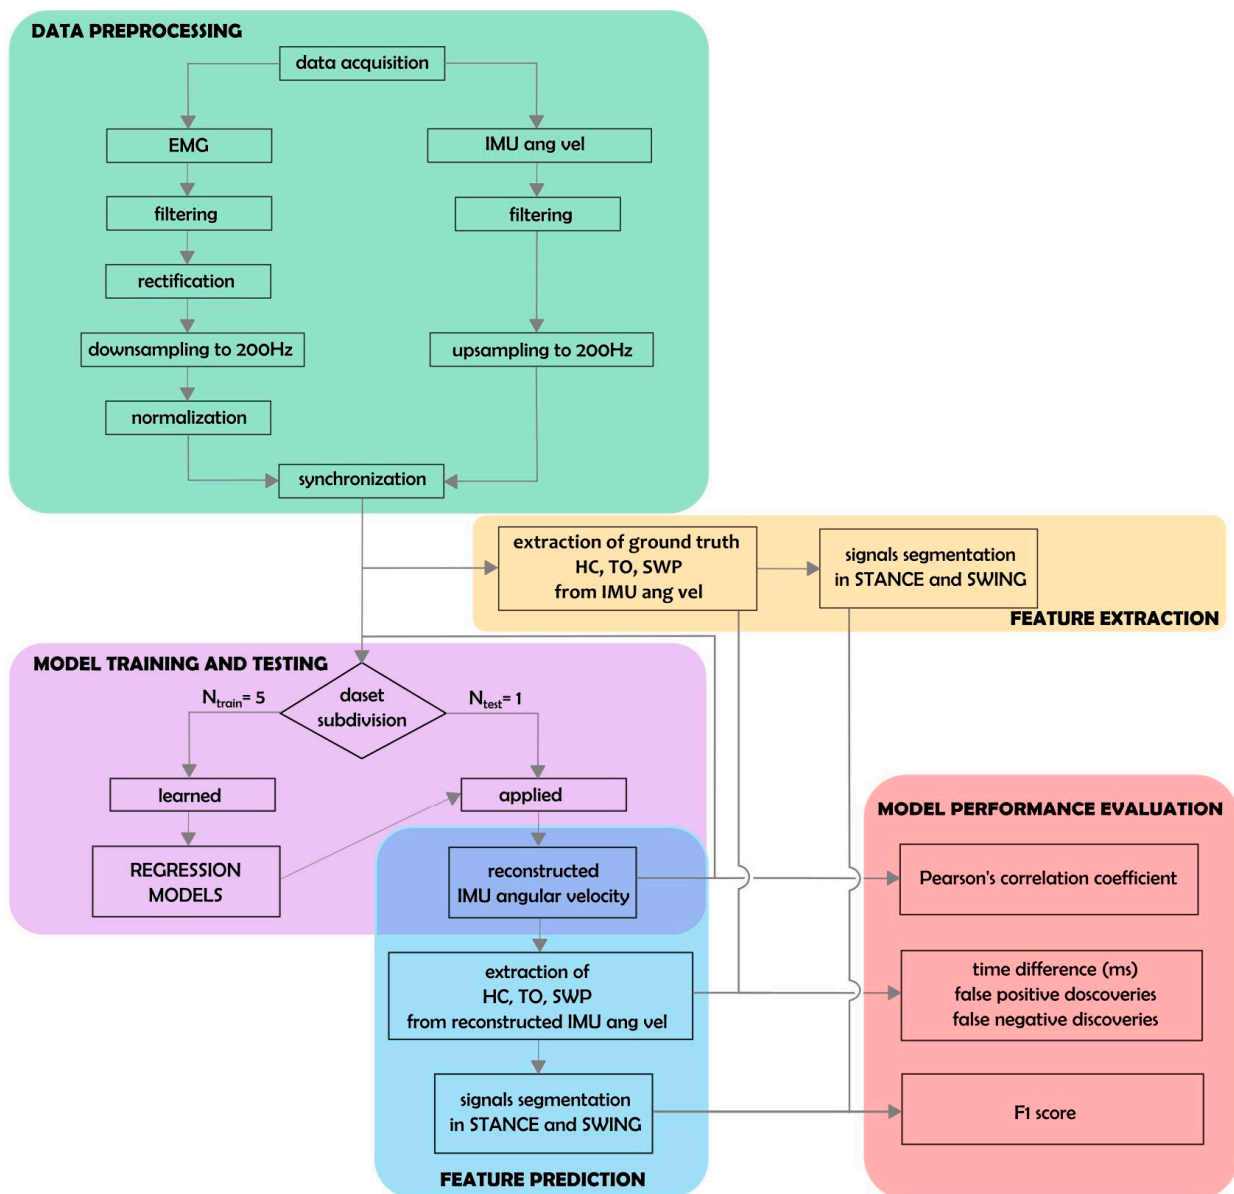 DATA PREPROCESSING
data acquisition
EMG
IMU ang vel
filtering
filtering
rectification
downsampling to 200Hz
upsampling to 200Hz
normalization
synchronization
extraction of ground truth
HC, TO, SWP
from IMU ang vel
signals segmentation
in STANCE and SWING
FEATURE EXTRACTION
MODEL TRAINING AND TESTING
Ntrain= 5
daset
subdivision
Ntest= 1
learned
applied
REGRESSION
MODELS
reconstructed
IMU angular velocity
extraction of
HC, TO, SWP
from reconstructed IMU ang vel
signals segmentation
in STANCE and SWING
FEATURE PREDICTION
MODEL PERFORMANCE EVALUATION
Pearson's correlation coefficient
time difference (ms)
false positive doscoveries
false negative discoveries
F1 score